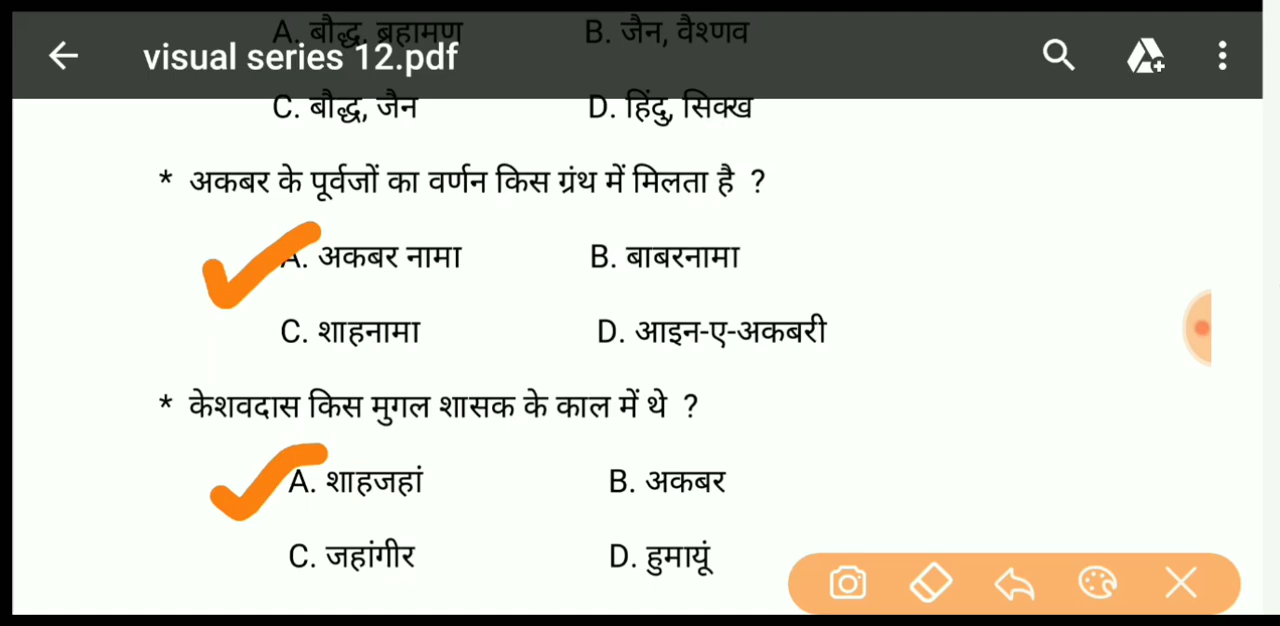 A. बौद्ध, ब्रहामण B. जैन, वैश्णव
visual series 12.pdf
C. बौद्ध, जैन D. हिंदु, सिक्ख
* अकबर के पूर्वजों का वर्णन किस ग्रंथ में मिलता है ?
A. अकबर नामा B. बाबरनामा
C. शाहनामा D. आइन-ए-अकबरी
* केशवदास किस मुगल शासक के काल में थे ?
A. शाहजहां B. अकबर
C. जहांगीर D. हुमायूं